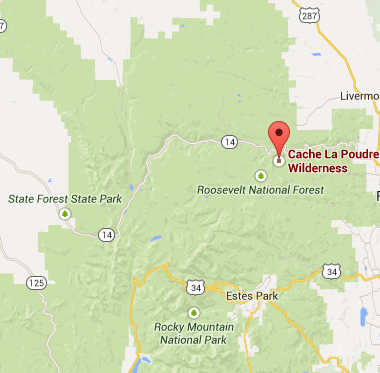 287
Livermo
14
Cache La Poudre
Wilderness
Roosevelt National Forest
State Forest State Park
14
125
34
34
34
Estes Park
Rocky Mountain
National Park